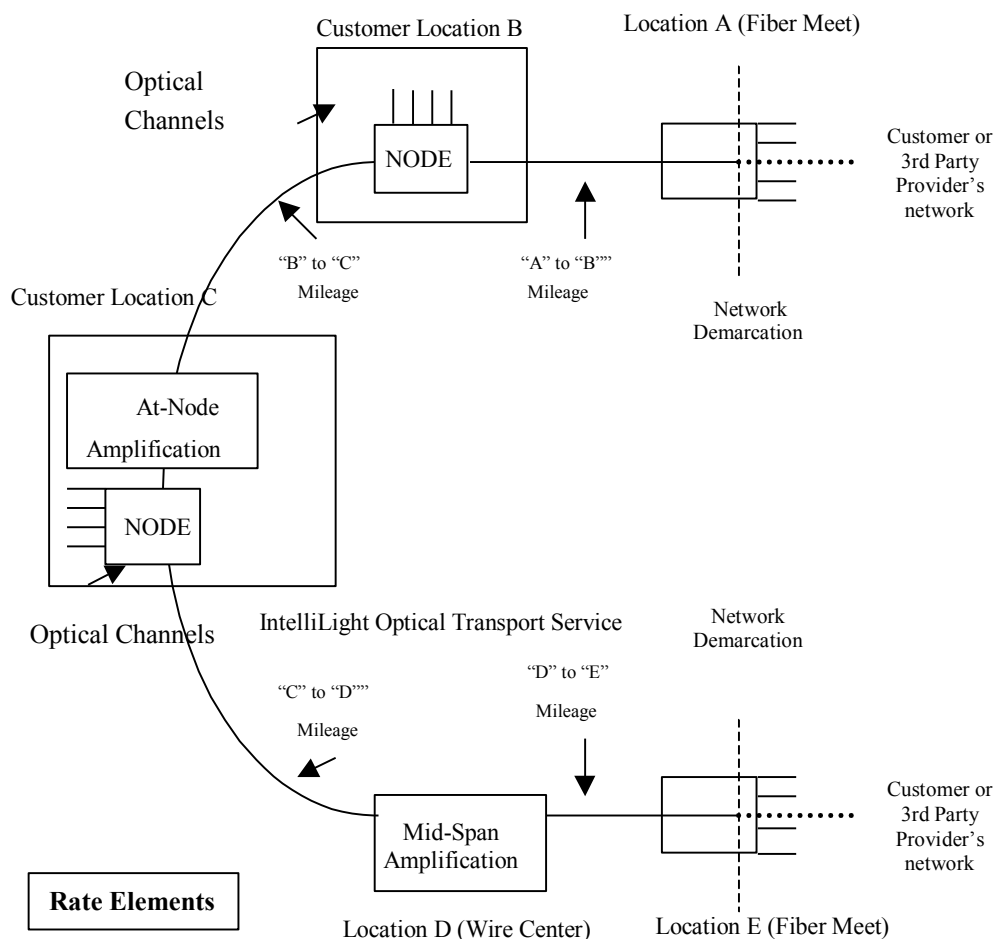 Customer Location B
Location A (Fiber Meet)
Optical
Channels
NODE
Customer or
3rd Party
Provider’s
network
“B” to “C”
Mileage
“A” to “B””
Mileage
Network
Demarcation
Customer Location C
At-Node
Amplification
NODE
Optical Channels
IntelliLight Optical Transport Service
Network
Demarcation
“C” to “D””
Mileage
“D” to “E”
Mileage
Mid-Span
Amplification
Customer or
3rd Party
Provider’s
network
Rate Elements
Location D (Wire Center)
Location E (Fiber Meet)